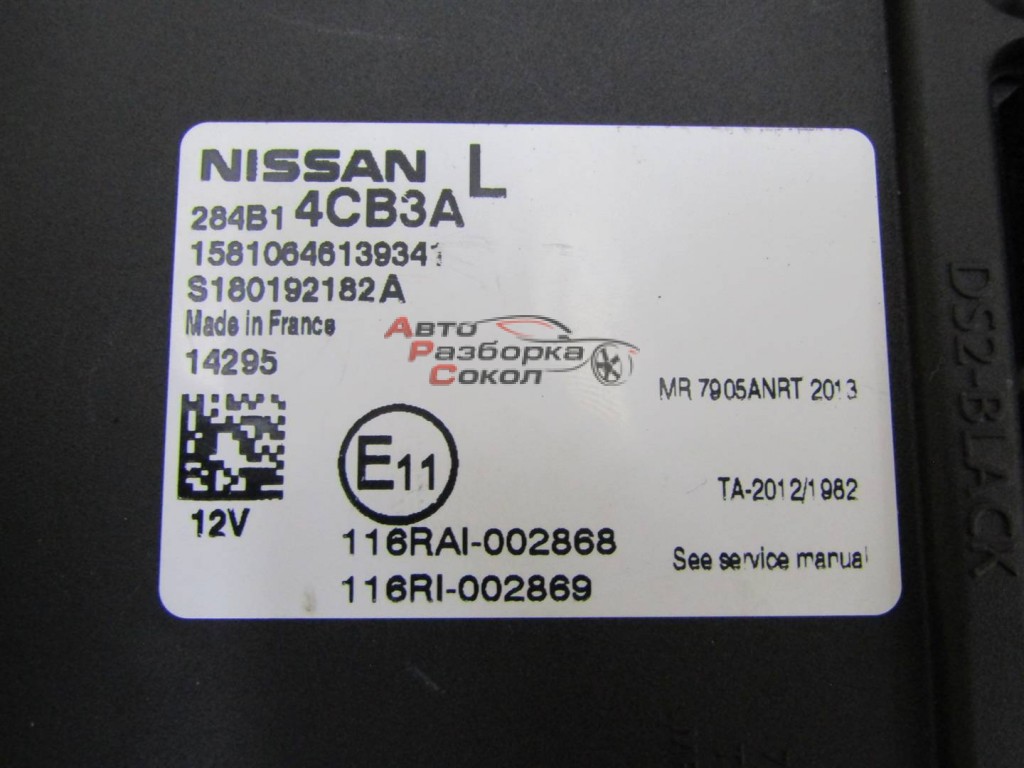 NISSAN L
284B1 4CB3A
1581064613934
S180192182A
Made in France
14295
АВТО
РАЗБОРКА
СОКОЛ
MR 7905ANRT 2013
E11
TA-2012/1982
12V
116RAI-002868
See service manual
116RI-002869
DS2-BLACK